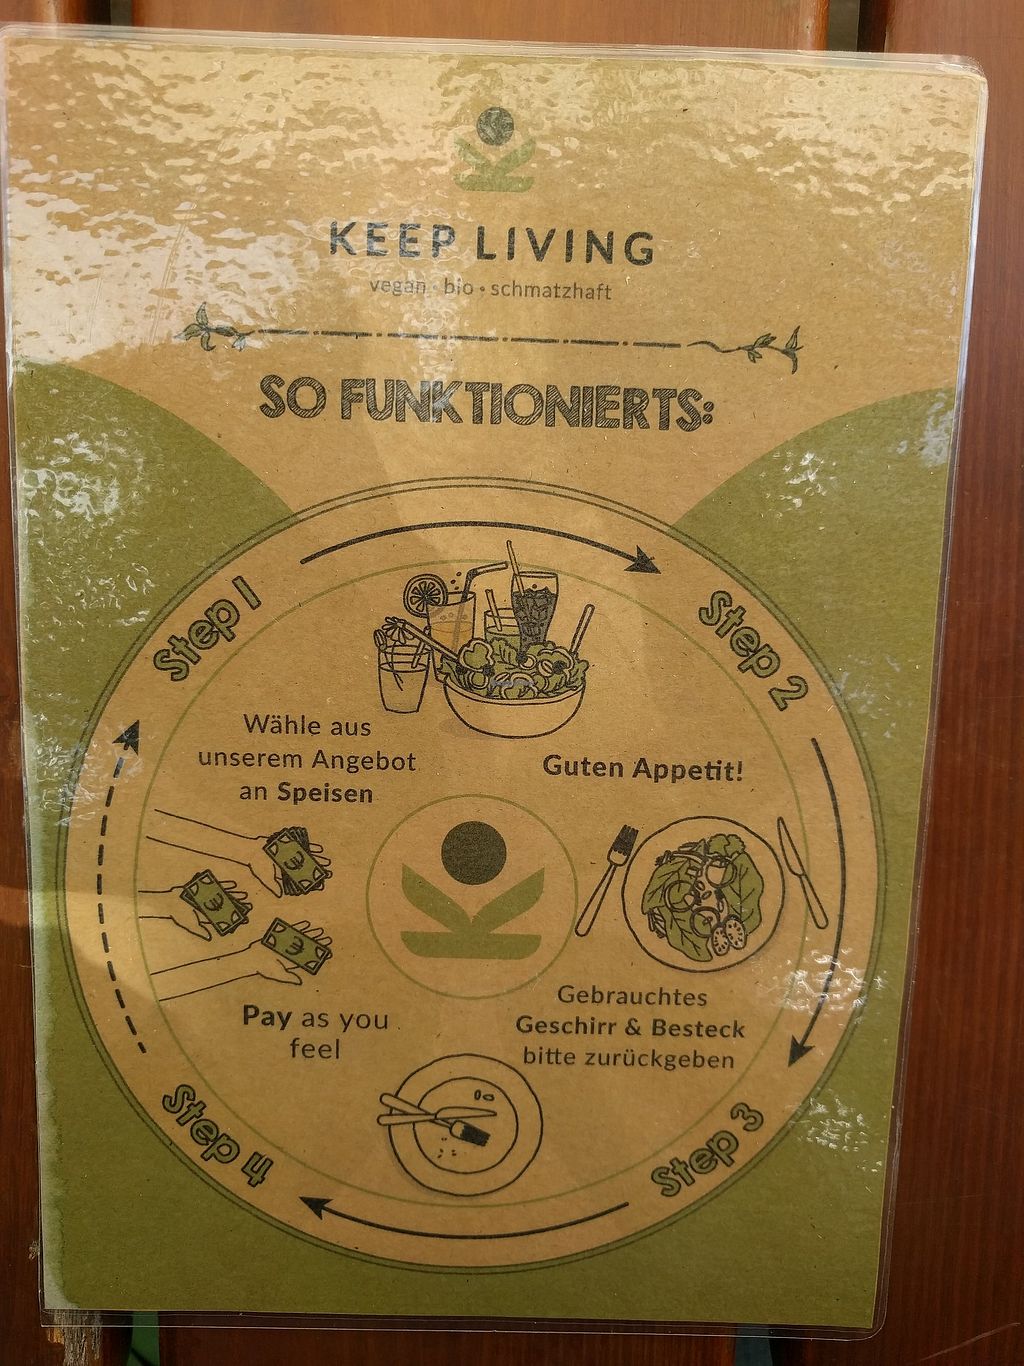 KEEP LIVING
vegan • bio • schmatzhaft
SO FUNKTIONIERTS:
Step 1
Wähle aus
unserem Angebot
an Speisen
Step 2
Guten Appetit!
Step 3
Gebrauchtes
Geschirr & Besteck
bitte zurückgeben
Step 4
Pay as you
feel
€
€
€